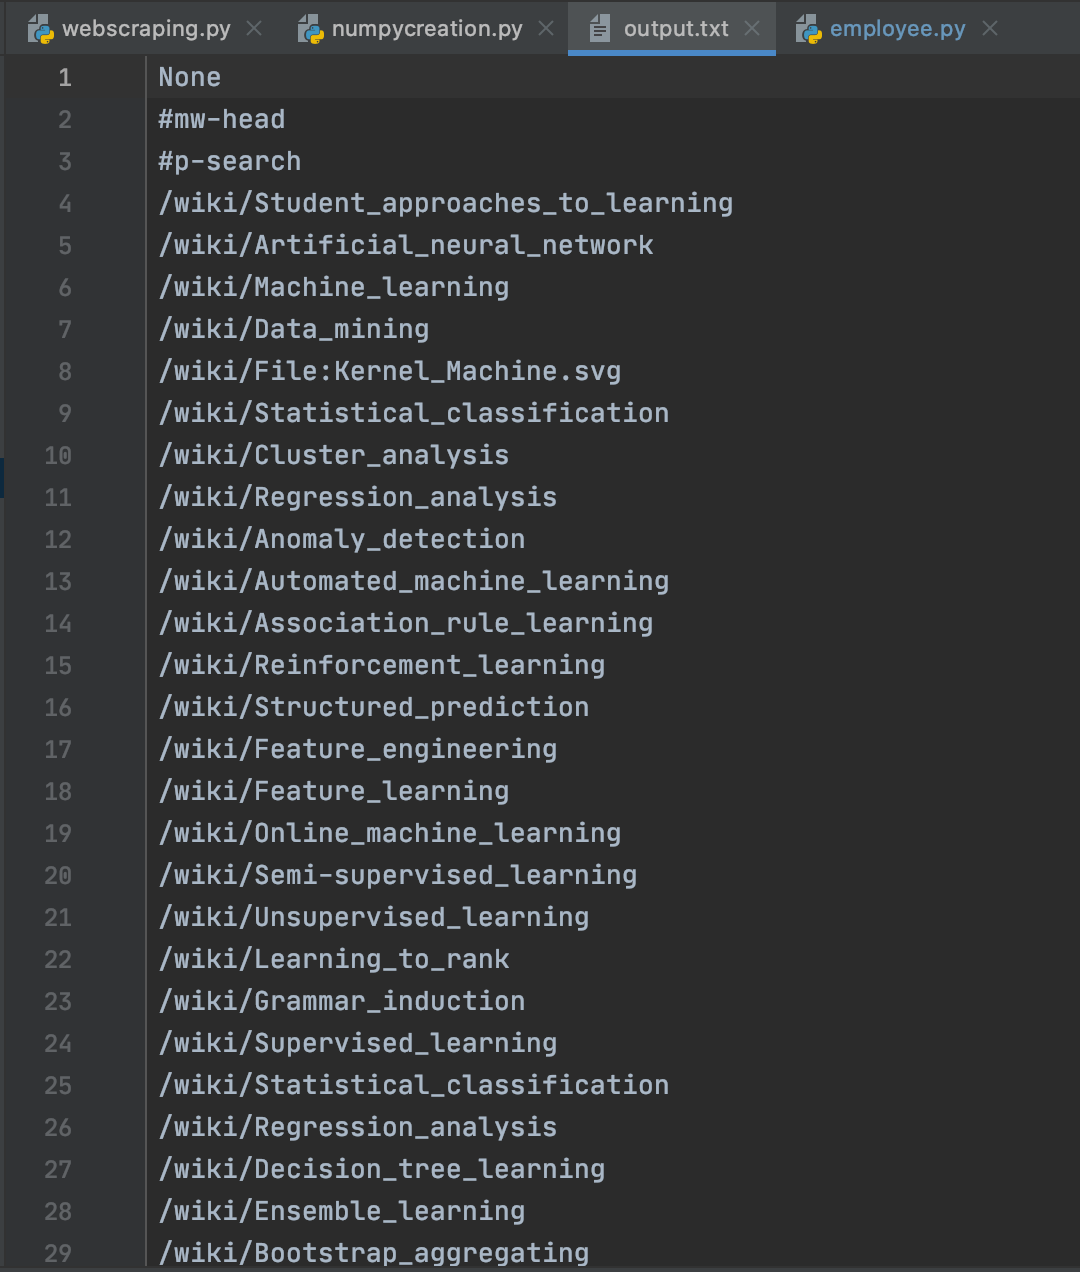 webscraping.py numpycreation.py output.txt employee.py
1 None
2 #mw-head
3 #p-search
4 /wiki/Student_approaches_to_learning
5 /wiki/Artificial_neural_network
6 /wiki/Machine_learning
7 /wiki/Data_mining
8 /wiki/File:Kernel_Machine.svg
9 /wiki/Statistical_classification
10 /wiki/Cluster_analysis
11 /wiki/Regression_analysis
12 /wiki/Anomaly_detection
13 /wiki/Automated_machine_learning
14 /wiki/Association_rule_learning
15 /wiki/Reinforcement_learning
16 /wiki/Structured_prediction
17 /wiki/Feature_engineering
18 /wiki/Feature_learning
19 /wiki/Online_machine_learning
20 /wiki/Semi-supervised_learning
21 /wiki/Unsupervised_learning
22 /wiki/Learning_to_rank
23 /wiki/Grammar_induction
24 /wiki/Supervised_learning
25 /wiki/Statistical_classification
26 /wiki/Regression_analysis
27 /wiki/Decision_tree_learning
28 /wiki/Ensemble_learning
29 /wiki/Bootstrap_aggregating